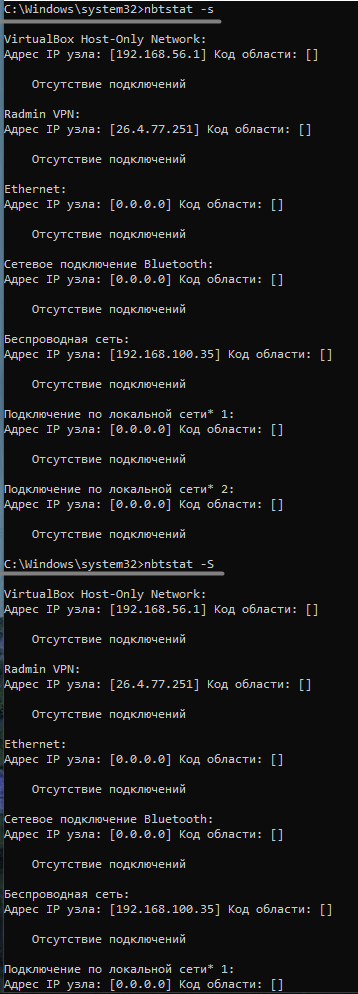 C:\Windows\system32>nbtstat -s
VirtualBox Host-Only Network:
Адрес IP узла: [192.168.56.1] Код области: []
Отсутствие подключений
Radmin VPN:
Адрес IP узла: [26.4.77.251] Код области: []
Отсутствие подключений
Ethernet:
Адрес IP узла: [0.0.0.0] Код области: []
Отсутствие подключений
Сетевое подключение Bluetooth:
Адрес IP узла: [0.0.0.0] Код области: []
Отсутствие подключений
Беспроводная сеть:
Адрес IP узла: [192.168.100.35] Код области: []
Отсутствие подключений
Подключение по локальной сети* 1:
Адрес IP узла: [0.0.0.0] Код области: []
Отсутствие подключений
Подключение по локальной сети* 2:
Адрес IP узла: [0.0.0.0] Код области: []
Отсутствие подключений
C:\Windows\system32>nbtstat -S
VirtualBox Host-Only Network:
Адрес IP узла: [192.168.56.1] Код области: []
Отсутствие подключений
Radmin VPN:
Адрес IP узла: [26.4.77.251] Код области: []
Отсутствие подключений
Ethernet:
Адрес IP узла: [0.0.0.0] Код области: []
Отсутствие подключений
Сетевое подключение Bluetooth:
Адрес IP узла: [0.0.0.0] Код области: []
Отсутствие подключений
Беспроводная сеть:
Адрес IP узла: [192.168.100.35] Код области: []
Отсутствие подключений
Подключение по локальной сети* 1:
Адрес IP узла: [0.0.0.0] Код области: []